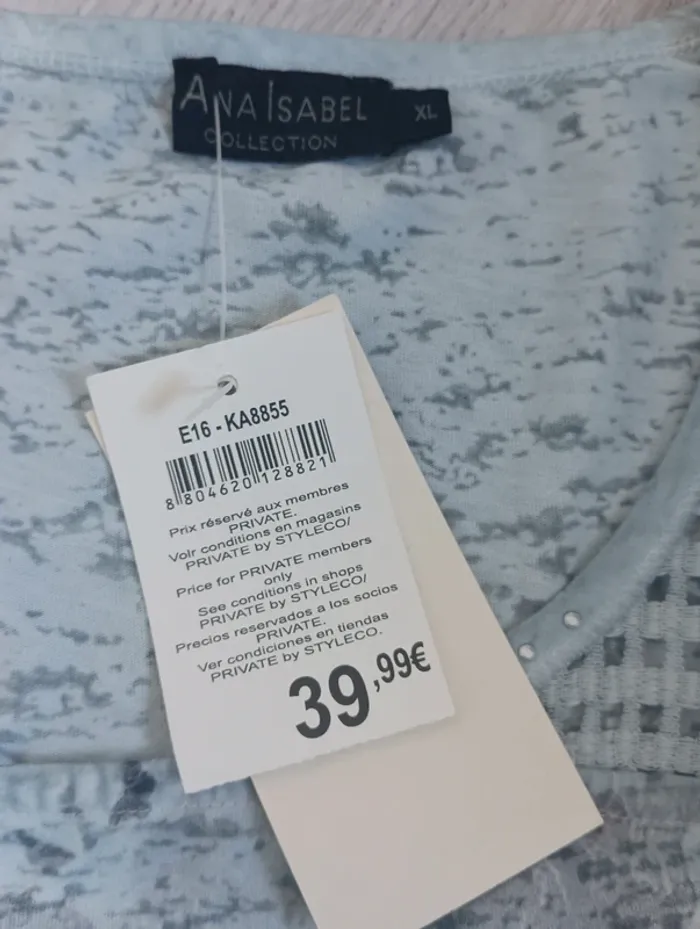 ANA ISABEL XL
COLLECTION
E16 - KA8855
8 804620 128821
Prix réservé aux membres
PRIVATE.
Voir conditions en magasins
PRIVATE by STYLECO/
Price for PRIVATE members
only
See conditions in shops
PRIVATE by STYLECO/
Precios reservados a los socios
PRIVATE.
Ver condiciones en tiendas
PRIVATE by STYLECO.
39,99€